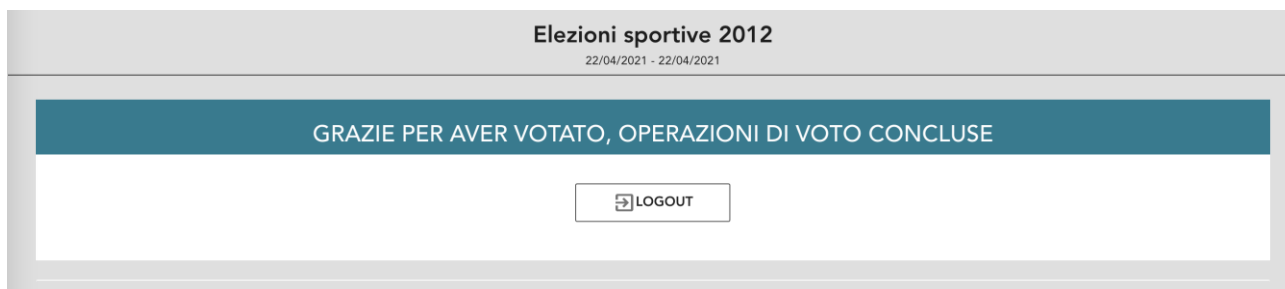 Elezioni sportive 2012
22/04/2021 - 22/04/2021
GRAZIE PER AVER VOTATO, OPERAZIONI DI VOTO CONCLUSE
LOGOUT